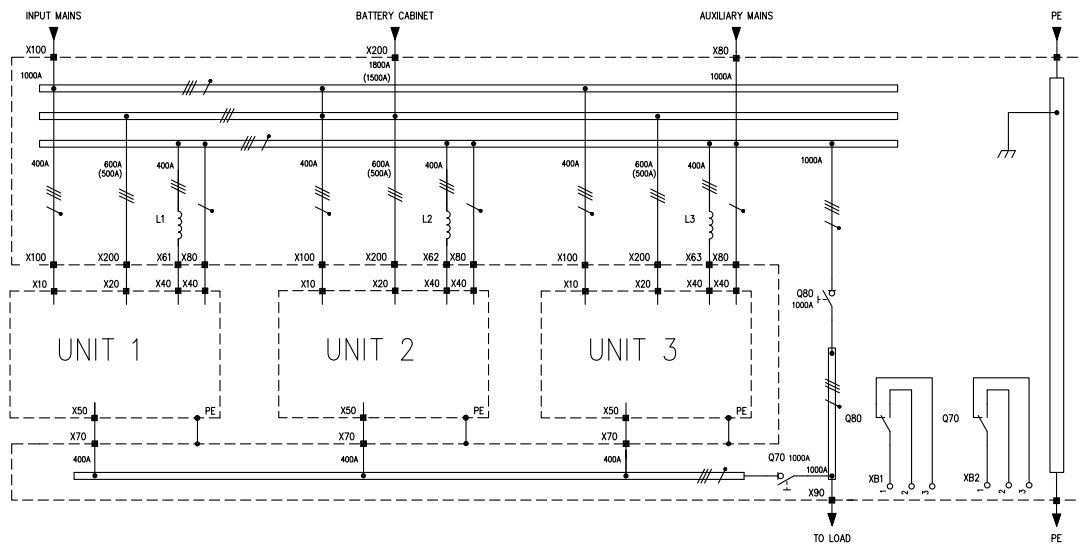 INPUT MAINS
BATTERY CABINET
AUXILIARY MAINS
PE
X100
X200
X80
1000A
1800A
(1500A)
1000A
400A
600A
(500A)
400A
400A
600A
(500A)
400A
400A
600A
(500A)
400A
1000A
L1
L2
L3
X100
X200
X61
X80
X100
X200
X62
X80
X100
X200
X63
X80
X10
X20
X40
X40
X10
X20
X40
X40
X10
X20
X40
X40
Q80
1000A
UNIT 1
UNIT 2
UNIT 3
X50
PE
X50
PE
X50
PE
Q80
Q70
X70
X70
X70
400A
400A
400A
Q70 1000A
1000A
XB1
1
2
3
XB2
1
2
3
X90
TO LOAD
PE